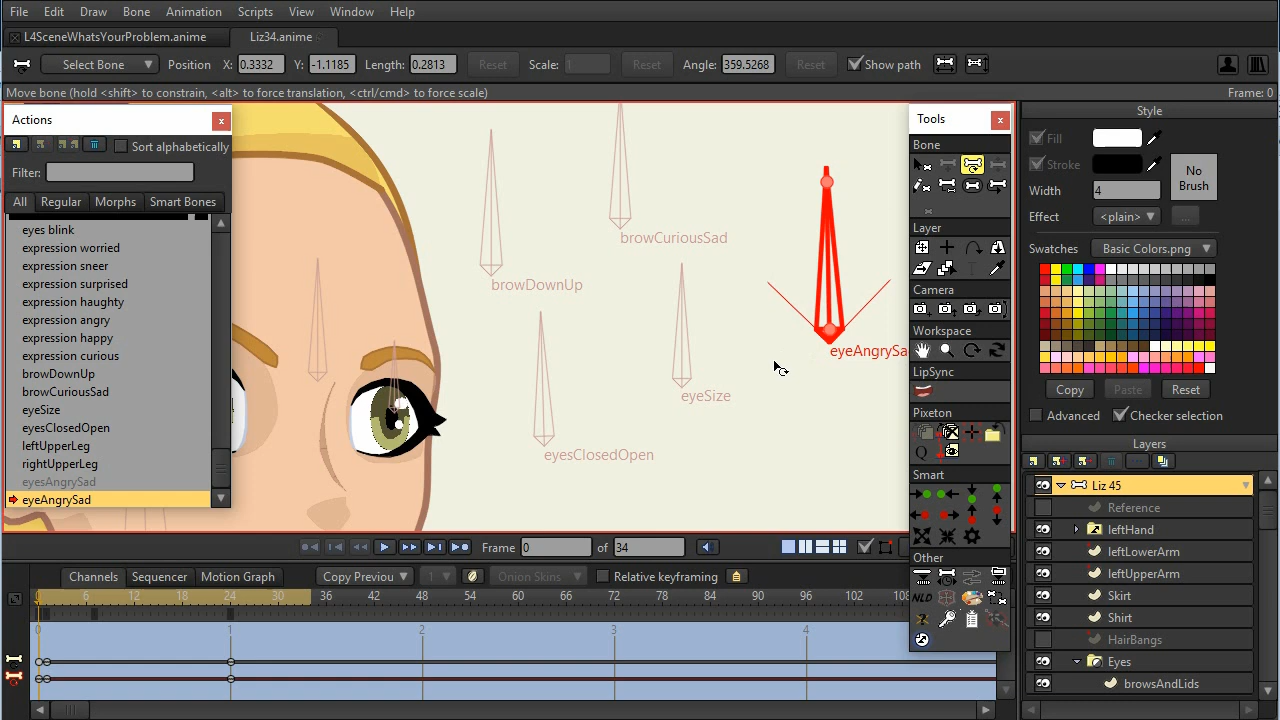 File Edit Draw Bone Animation Scripts View Window Help
L4SceneWhatsYourProblem.anime Liz34.anime
Select Bone Position X: 0.3332 Y: -1.1185 Length: 0.2813 Reset Scale: 1 Reset Angle: 359.5268 Reset Show path
Move bone (hold <shift> to constrain, <alt> to force translation, <ctrl/cmd> to force scale) Frame: 0
Actions x
Sort alphabetically
Filter:
All Regular Morphs Smart Bones
eyes blink
expression worried
expression sneer
expression surprised
expression haughty
expression angry
expression happy
expression curious
browDownUp
browCuriousSad
eyeSize
eyesClosedOpen
leftUpperLeg
rightUpperLeg
eyesAngrySad
eyeAngrySad
browCuriousSad
browDownUp
eyeAngrySa
eyeSize
eyesClosedOpen
Tools x
Bone
Layer
Camera
Workspace
LipSync
Pixeton
Q
Smart
Other
NLD
Style
Fill
Stroke
No
Brush
Width 4
Effect <plain> ...
Swatches Basic Colors.png
Copy Paste Reset
Advanced Checker selection
Layers
Liz 45
Reference
leftHand
leftLowerArm
leftUpperArm
Skirt
Shirt
HairBangs
Eyes
browsAndLids
Frame 0 of 34
Channels Sequencer Motion Graph Copy Previou 1 Onion Skins Relative keyframing
0 6 12 18 24 30 36 42 48 54 60 66 72 78 84 90 96 102 108
0 1 2 3 4